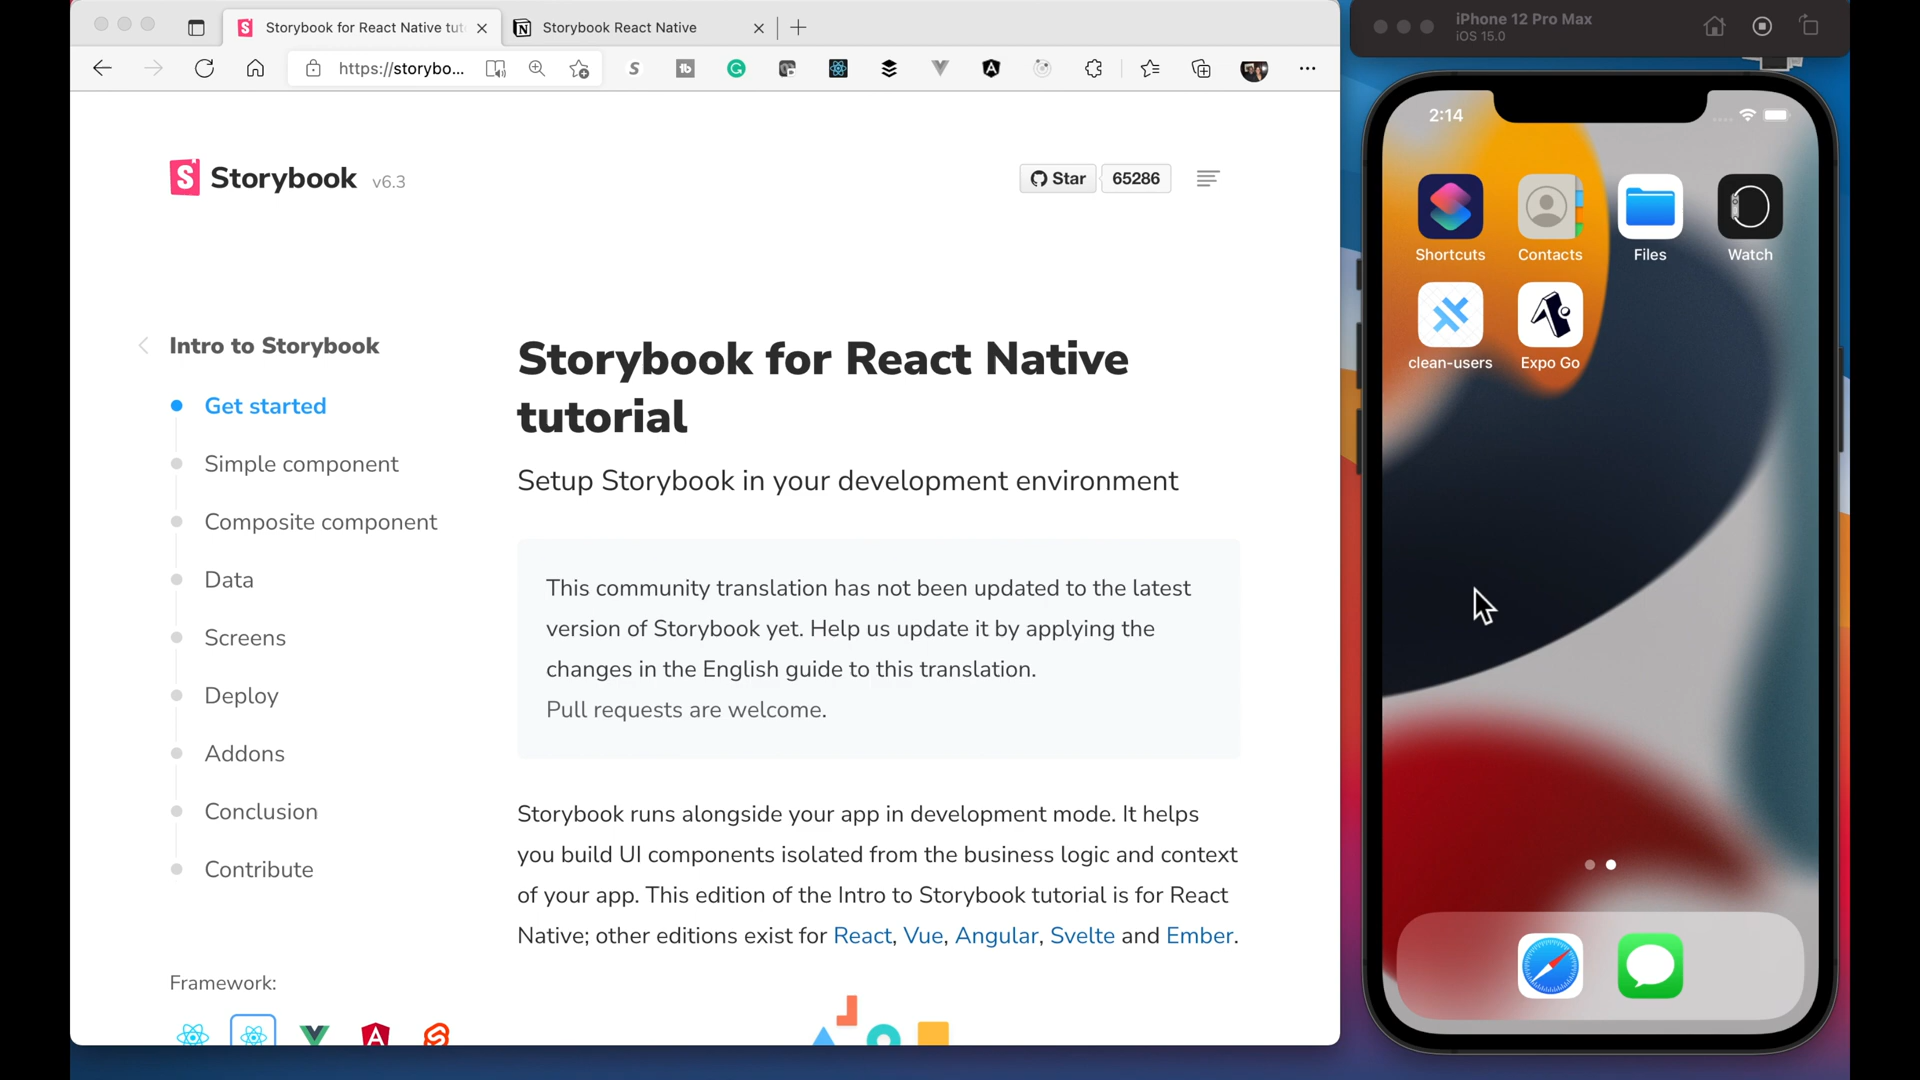 Storybook for React Native tut
Storybook React Native
https://storybo...
iPhone 12 Pro Max
iOS 15.0
2:14
Storybook v6.3
Star 65286
Intro to Storybook
Get started
Simple component
Composite component
Data
Screens
Deploy
Addons
Conclusion
Contribute
Framework:
Storybook for React Native
tutorial
Setup Storybook in your development environment
This community translation has not been updated to the latest
version of Storybook yet. Help us update it by applying the
changes in the English guide to this translation.
Pull requests are welcome.
Storybook runs alongside your app in development mode. It helps
you build UI components isolated from the business logic and context
of your app. This edition of the Intro to Storybook tutorial is for React
Native; other editions exist for React, Vue, Angular, Svelte and Ember.
Shortcuts
Contacts
Files
Watch
clean-users
Expo Go